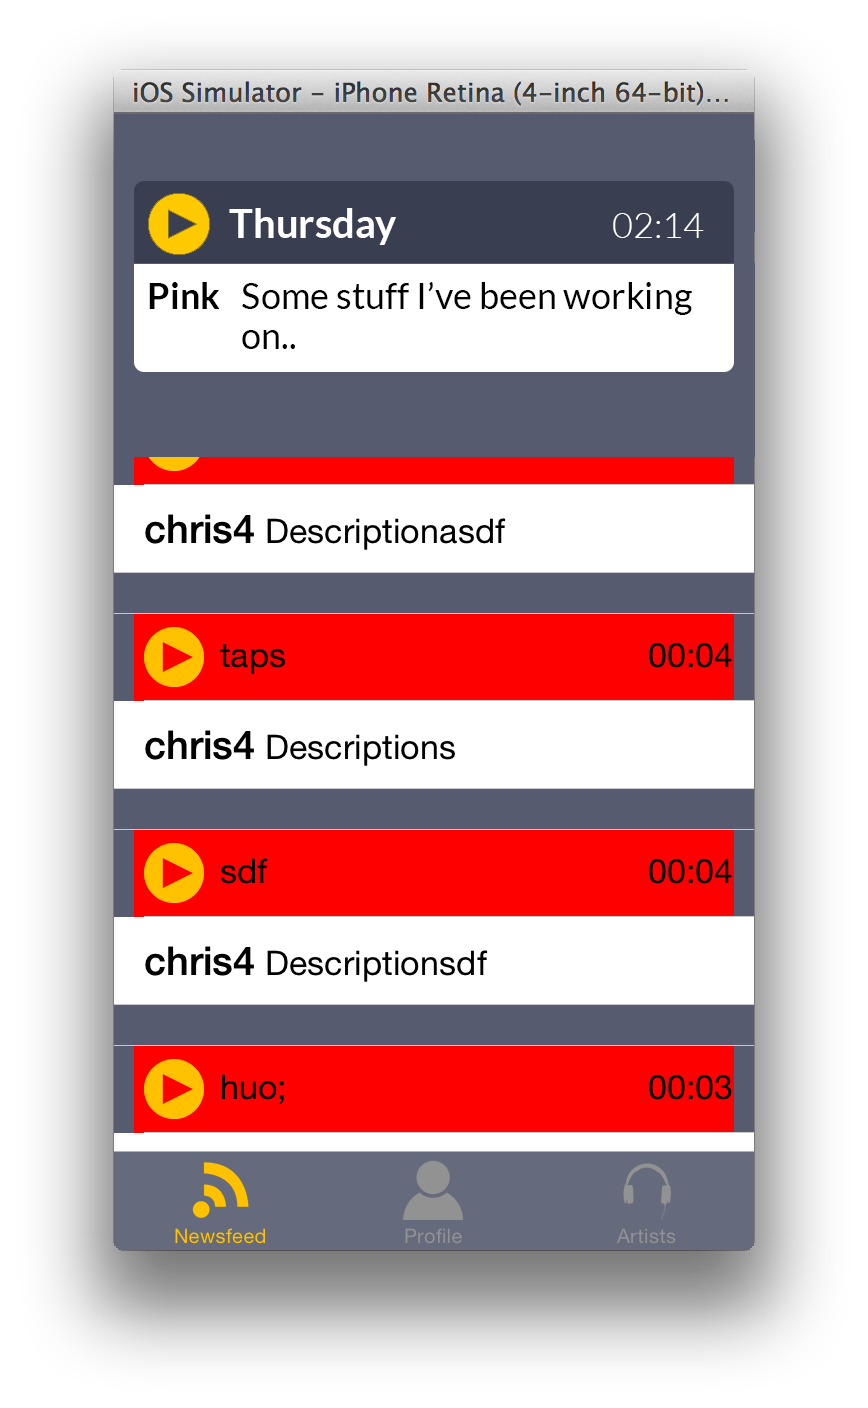 iOS Simulator – iPhone Retina (4-inch 64-bit)...
Thursday 02:14
Pink Some stuff I’ve been working
on..
chris4 Descriptionasdf
taps 00:04
chris4 Descriptions
sdf 00:04
chris4 Descriptionsdf
huo; 00:03
Newsfeed Profile Artists